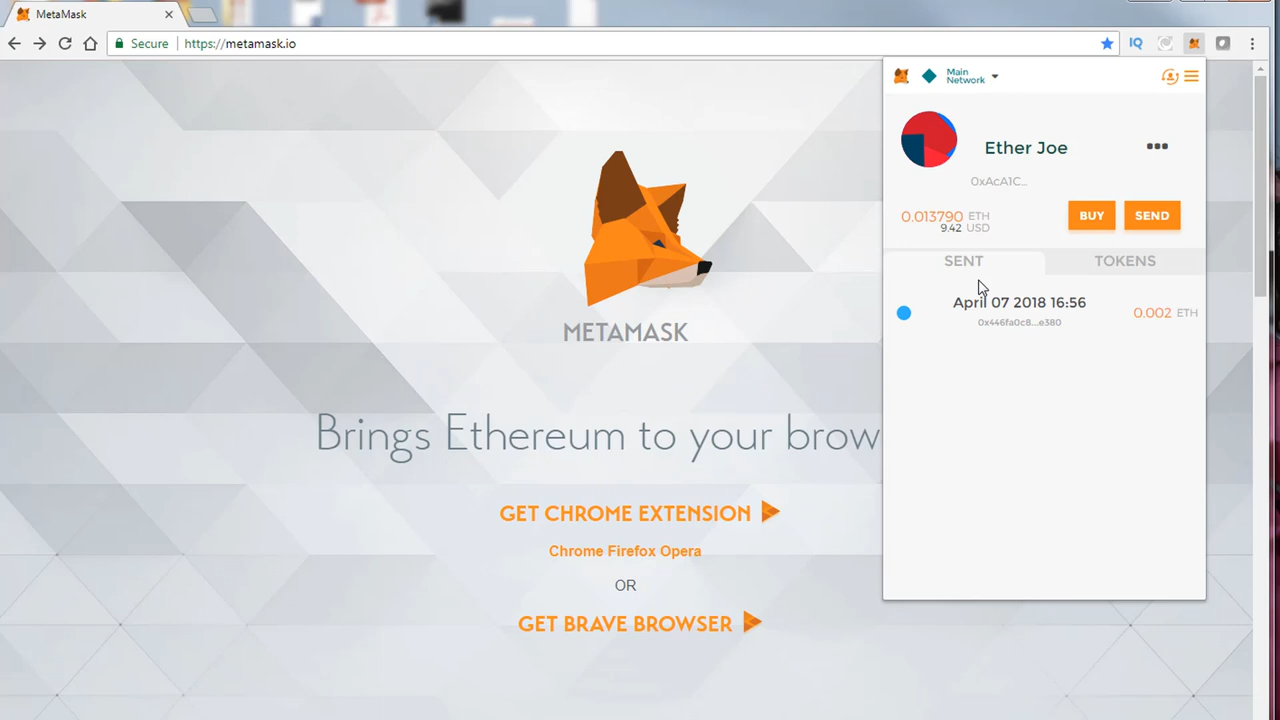 MetaMask
Secure
https://metamask.io
IQ
Main
Network
Ether Joe
0xAcA1C...
0.013790 ETH
9.42 USD
BUY
SEND
SENT
TOKENS
April 07 2018 16:56
0x446fa0c8...e380
0.002 ETH
METAMASK
Brings Ethereum to your brow
GET CHROME EXTENSION
Chrome Firefox Opera
OR
GET BRAVE BROWSER